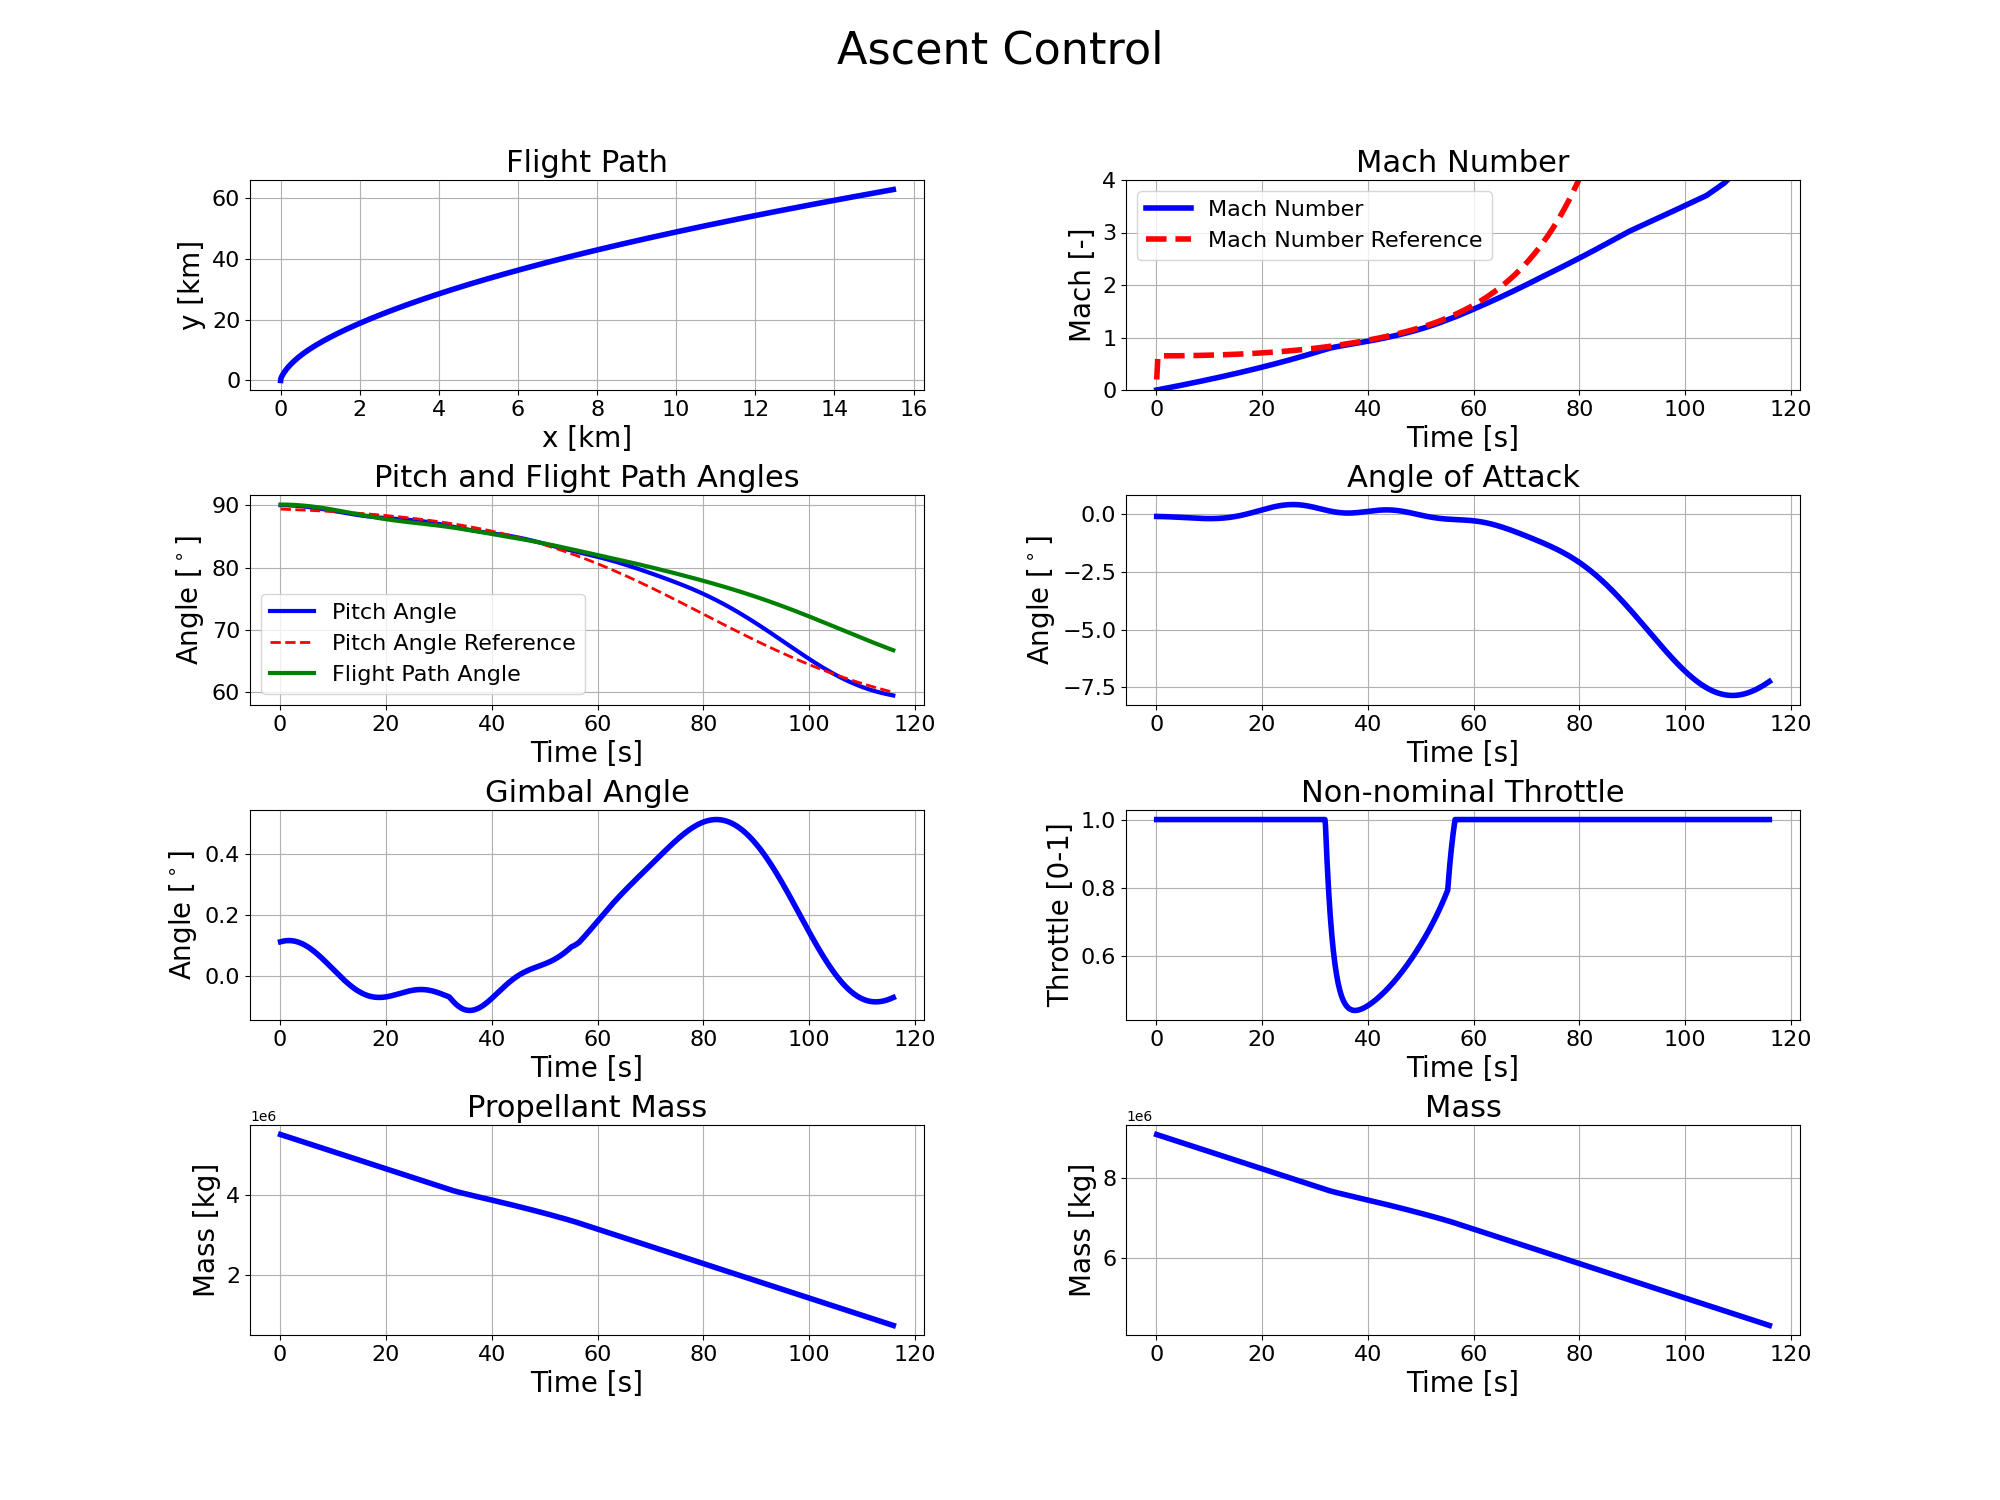 Ascent Control
Flight Path
y [km]
60
40
20
0
0 2 4 6 8 10 12 14 16
x [km]
Mach Number
Mach [-]
4
3
2
1
0
Mach Number
Mach Number Reference
0 20 40 60 80 100 120
Time [s]
Pitch and Flight Path Angles
Angle [°]
90
80
70
60
Pitch Angle
Pitch Angle Reference
Flight Path Angle
0 20 40 60 80 100 120
Time [s]
Angle of Attack
Angle [°]
0.0
−2.5
−5.0
−7.5
0 20 40 60 80 100 120
Time [s]
Gimbal Angle
Angle [°]
0.4
0.2
0.0
0 20 40 60 80 100 120
Time [s]
Non-nominal Throttle
Throttle [0-1]
1.0
0.8
0.6
0 20 40 60 80 100 120
Time [s]
Propellant Mass
1e6
Mass [kg]
4
2
0 20 40 60 80 100 120
Time [s]
Mass
1e6
Mass [kg]
8
6
0 20 40 60 80 100 120
Time [s]